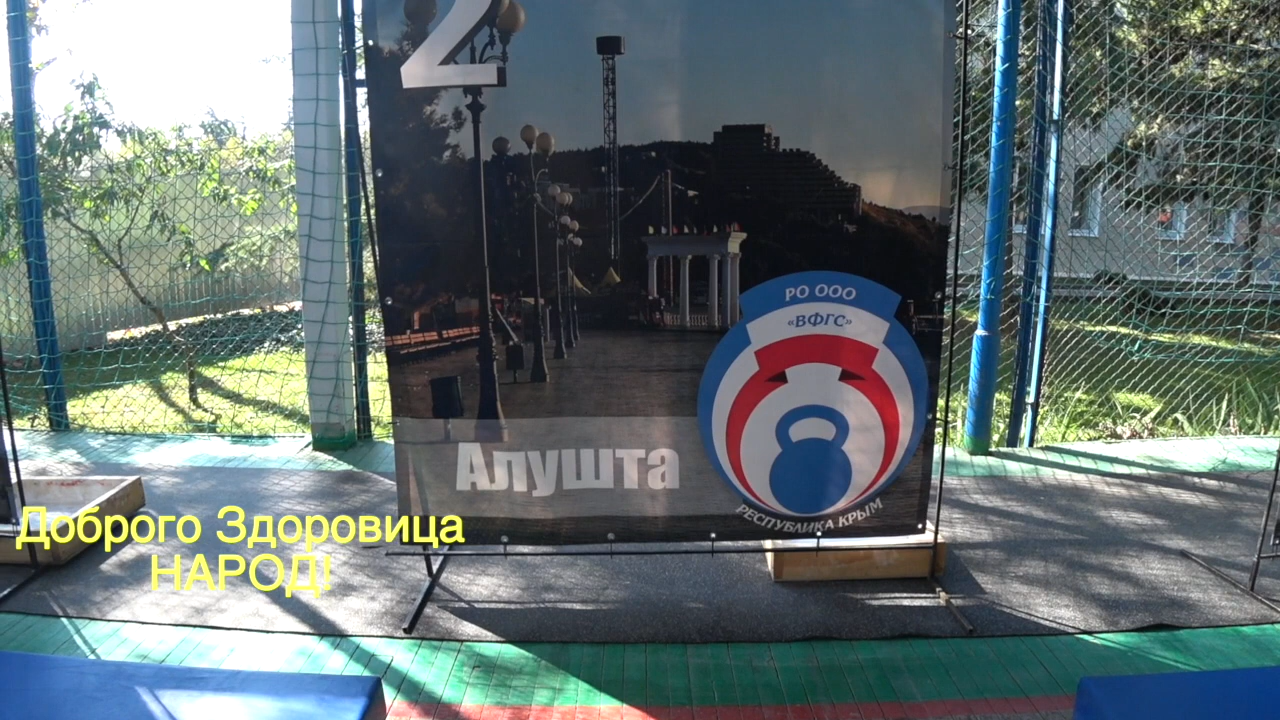 2
РО ООО
«ВФГС»
Алушта
РЕСПУБЛИКА КРЫМ
Доброго Здоровица
НАРОД!